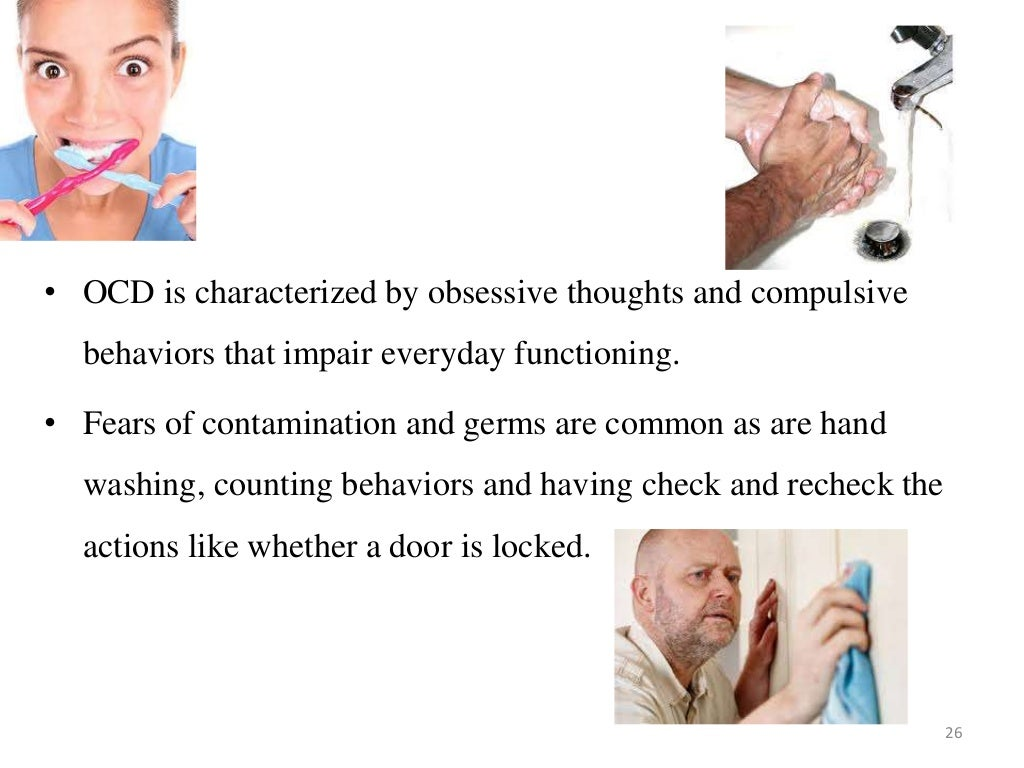 • OCD is characterized by obsessive thoughts and compulsive
behaviors that impair everyday functioning.
• Fears of contamination and germs are common as are hand
washing, counting behaviors and having check and recheck the
actions like whether a door is locked.
26